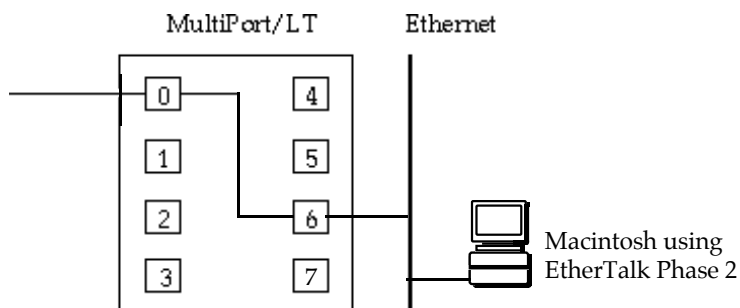 MultiPort/LT Ethernet
0 4
1 5
2 6
3 7
Macintosh using
EtherTalk Phase 2